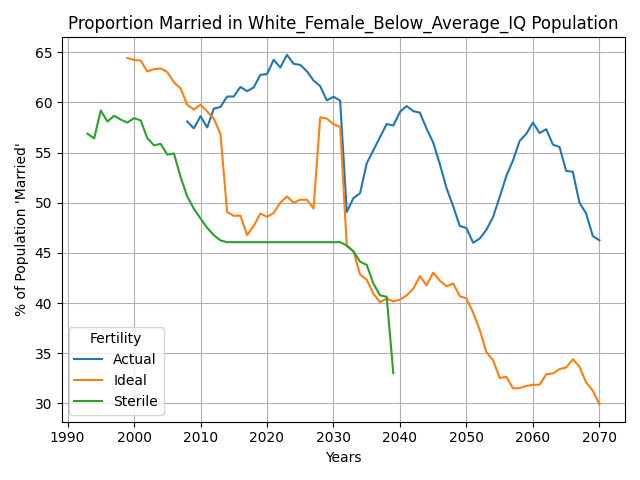 Proportion Married in White_Female_Below_Average_IQ Population
% of Population 'Married'
65
60
55
50
45
40
35
30
Fertility
Actual
Ideal
Sterile
1990 2000 2010 2020 2030 2040 2050 2060 2070
Years